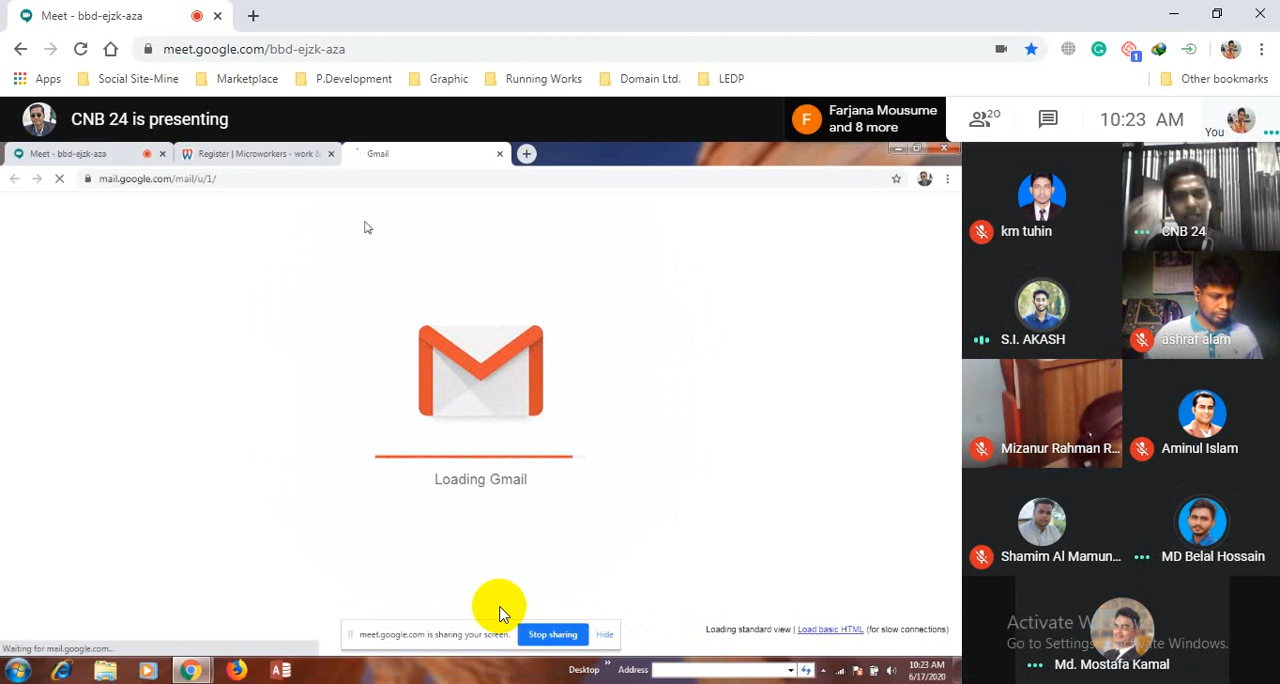 Meet - bbd-ejzk-aza
meet.google.com/bbd-ejzk-aza
1
Apps
Social Site-Mine
Marketplace
P.Development
Graphic
Running Works
Domain Ltd.
LEDP
Other bookmarks
CNB 24 is presenting
F
Farjana Mousume
and 8 more
20
10:23 AM
You
Meet - bbd-ejzk-aza
Register | Microworkers - work &
Gmail
mail.google.com/mail/u/1/
km tuhin
CNB 24
S.I. AKASH
ashraf alam
Mizanur Rahman R...
Aminul Islam
Shamim Al Mamun...
MD Belal Hossain
Md. Mostafa Kamal
Loading Gmail
meet.google.com is sharing your screen.
Stop sharing
Hide
Loading standard view | Load basic HTML (for slow connections)
Waiting for mail.google.com...
Activate
Go to Settings Activate Windows.
Desktop
Address
10:23 AM
6/17/2020